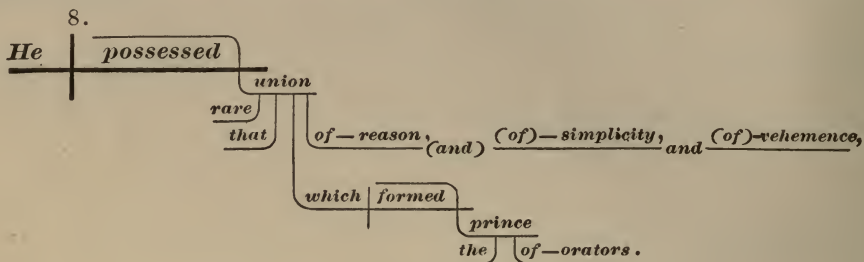 8.
He possessed
union
rare
that of—reason, (and) (of)—simplicity, and (of)-vehemence,
which formed
prince
the of—orators.